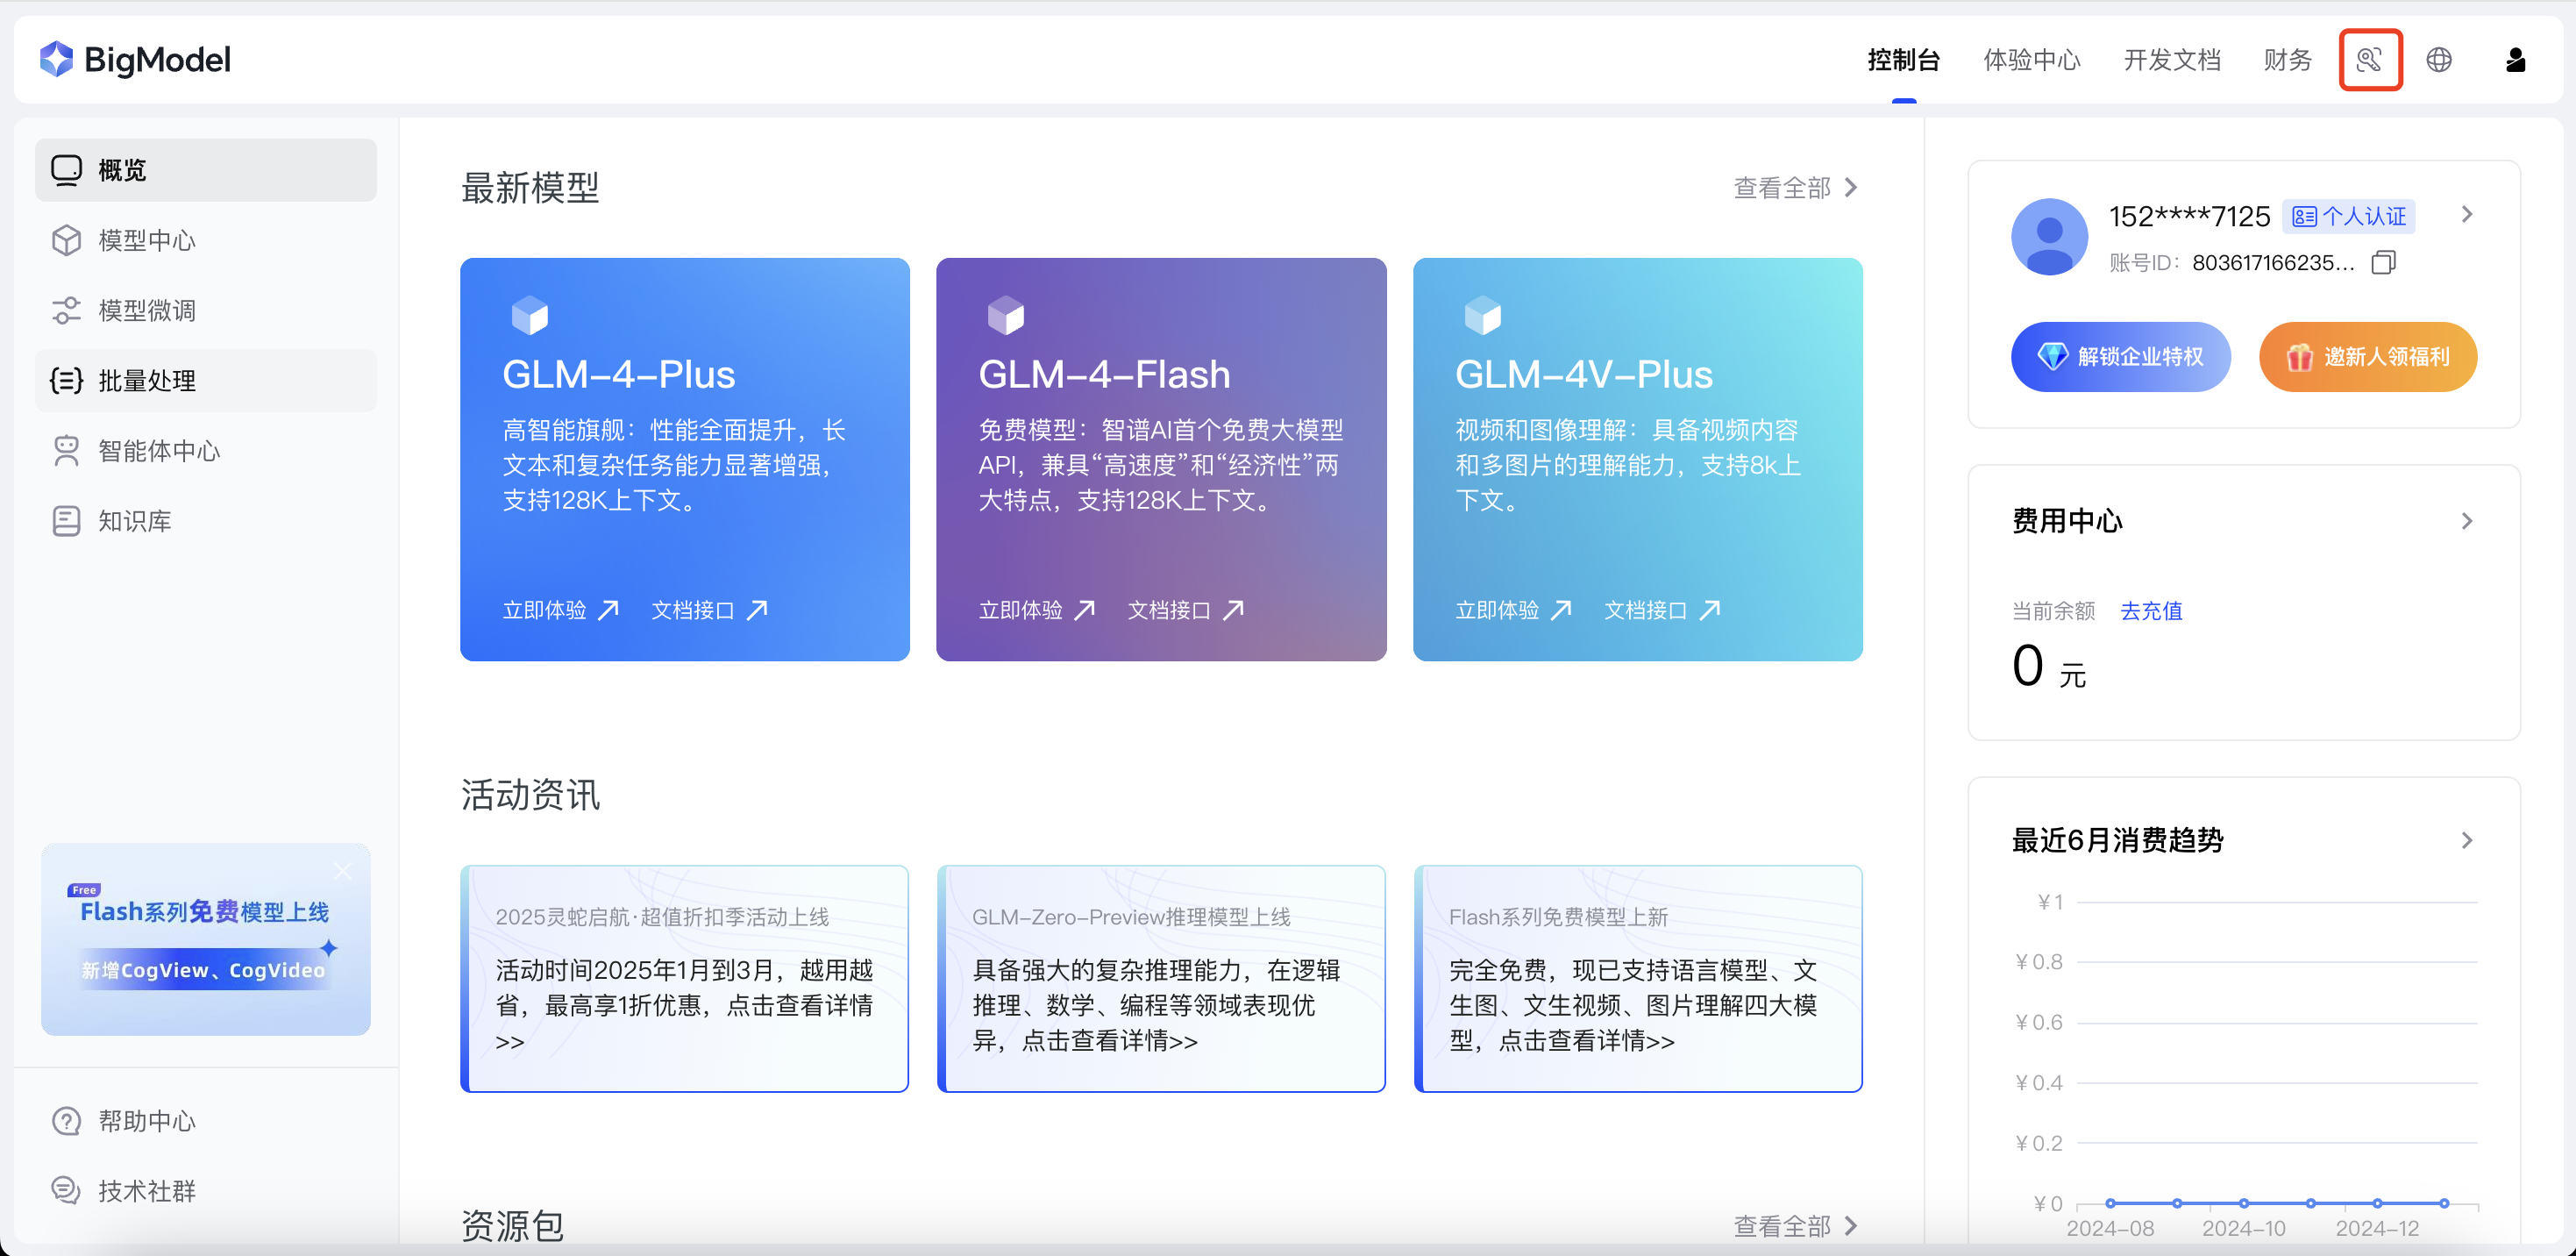 BigModel
控制台 体验中心 开发文档 财务
概览
模型中心
模型微调
批量处理
智能体中心
知识库
Free
Flash系列免费模型上线
新增CogView、CogVideo
帮助中心
技术社群
最新模型 查看全部
GLM-4-Plus
高智能旗舰：性能全面提升，长
文本和复杂任务能力显著增强，
支持128K上下文。
立即体验 文档接口
GLM-4-Flash
免费模型：智谱AI首个免费大模型
API，兼具“高速度”和“经济性”两
大特点，支持128K上下文。
立即体验 文档接口
GLM-4V-Plus
视频和图像理解：具备视频内容
和多图片的理解能力，支持8k上
下文。
立即体验 文档接口
活动资讯
2025灵蛇启航·超值折扣季活动上线
活动时间2025年1月到3月，越用越
省，最高享1折优惠，点击查看详情
>>
GLM-Zero-Preview推理模型上线
具备强大的复杂推理能力，在逻辑
推理、数学、编程等领域表现优
异，点击查看详情>>
Flash系列免费模型上新
完全免费，现已支持语言模型、文
生图、文生视频、图片理解四大模
型，点击查看详情>>
资源包 查看全部
152****7125 个人认证
账号ID：803617166235...
解锁企业特权 邀新人领福利
费用中心
当前余额 去充值
0 元
最近6月消费趋势
¥1
¥0.8
¥0.6
¥0.4
¥0.2
¥0
2024-08 2024-10 2024-12